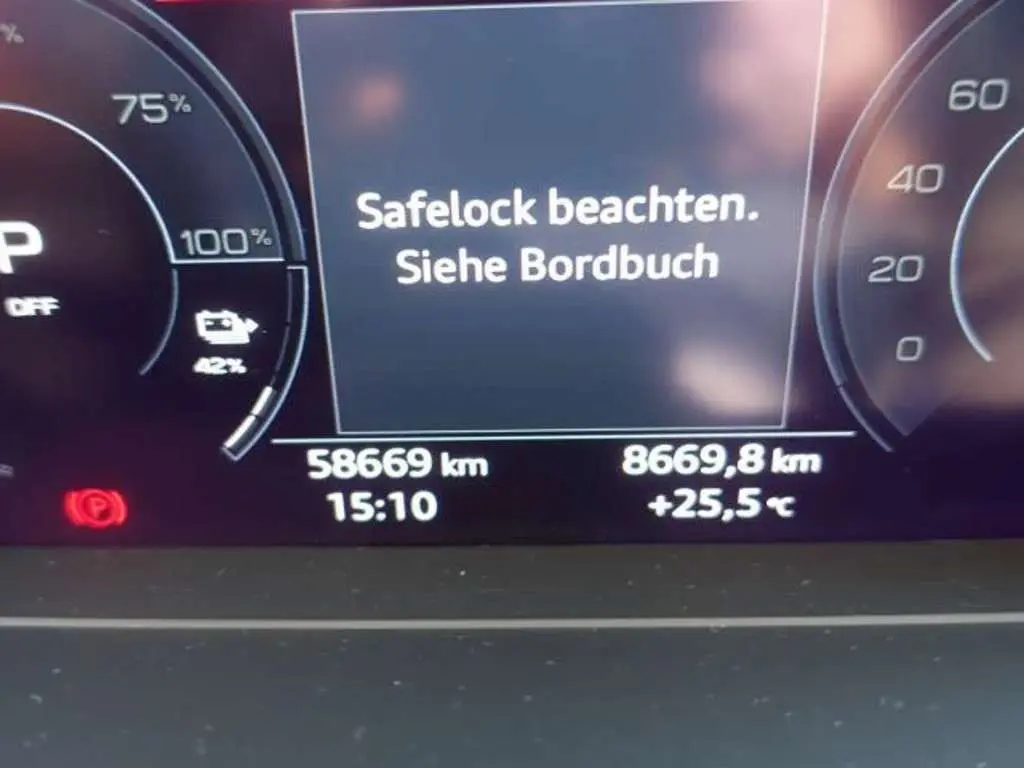 %
75%
60
40
Safelock beachten.
Siehe Bordbuch
P
100%
20
OFF
42%
0
58669 km
8669,8 km
15:10
+25,5 °C
P